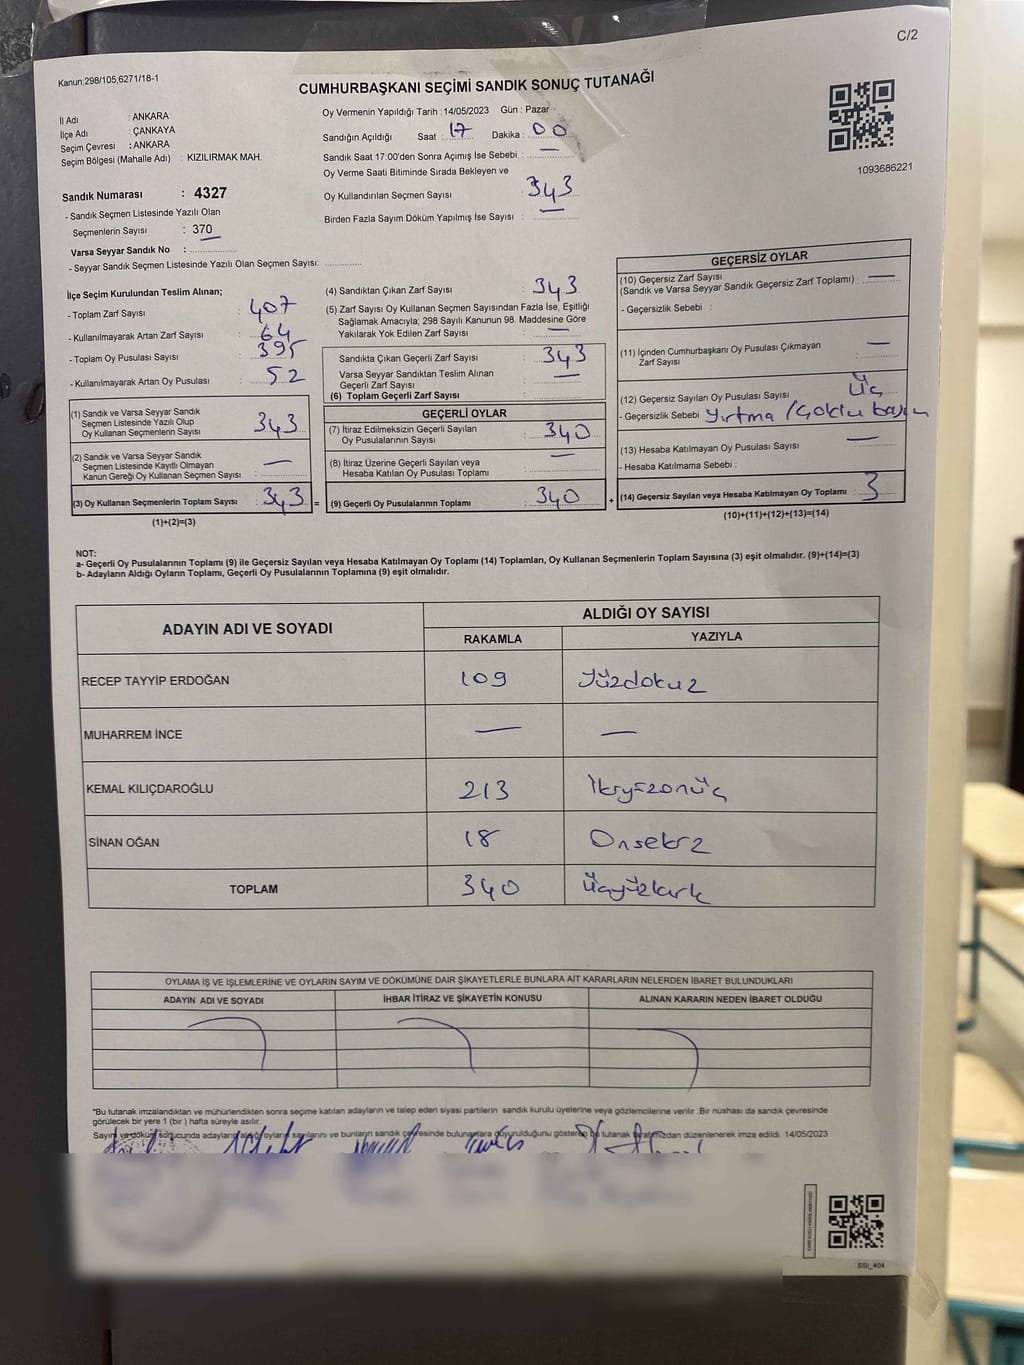 C/2
Kanun;298/105;6271/18-1
CUMHURBAŞKANI SEÇİMİ SANDIK SONUÇ TUTANAĞI
1093686221
İl Adı : ANKARA
İlçe Adı : ÇANKAYA
Seçim Çevresi : ANKARA
Seçim Bölgesi (Mahalle Adı) : KIZILIRMAK MAH.
Sandık Numarası : 4327
- Sandık Seçmen Listesinde Yazılı Olan
Seçmenlerin Sayısı : 370
Varsa Seyyar Sandık No :
- Seyyar Sandık Seçmen Listesinde Yazılı Olan Seçmen Sayısı:
Oy Vermenin Yapıldığı Tarih : 14/05/2023 Gün : Pazar
Sandığın Açıldığı Saat : 17 Dakika : 00
Sandık Saat 17:00'den Sonra Açımış İse Sebebi : —
Oy Verme Saati Bitiminde Sırada Bekleyen ve
Oy Kullandırılan Seçmen Sayısı : 343
Birden Fazla Sayım Döküm Yapılmış İse Sayısı : —
İlçe Seçim Kurulundan Teslim Alınan;
- Toplam Zarf Sayısı : 407
- Kullanılmayarak Artan Zarf Sayısı : 64
- Toplam Oy Pusulası Sayısı : 395
- Kullanılmayarak Artan Oy Pusulası : 52
(1) Sandık ve Varsa Seyyar Sandık
Seçmen Listesinde Yazılı Olup
Oy Kullanan Seçmenlerin Sayısı : 343
(2) Sandık ve Varsa Seyyar Sandık
Seçmen Listesinde Kayıtlı Olmayan
Kanun Gereği Oy Kullanan Seçmen Sayısı : —
(3) Oy Kullanan Seçmenlerin Toplam Sayısı : 343 =
(1)+(2)=(3)
(4) Sandıktan Çıkan Zarf Sayısı : 343
(5) Zarf Sayısı Oy Kullanan Seçmen Sayısından Fazla İse, Eşitliği
Sağlamak Amacıyla; 298 Sayılı Kanunun 98. Maddesine Göre
Yakılarak Yok Edilen Zarf Sayısı : —
Sandıkta Çıkan Geçerli Zarf Sayısı : 343
Varsa Seyyar Sandıktan Teslim Alınan
Geçerli Zarf Sayısı : —
(6) Toplam Geçerli Zarf Sayısı :
GEÇERLİ OYLAR
(7) İtiraz Edilmeksizin Geçerli Sayılan
Oy Pusulalarının Sayısı : 340
(8) İtiraz Üzerine Geçerli Sayılan veya
Hesaba Katılan Oy Pusulası Toplamı : —
(9) Geçerli Oy Pusulalarının Toplamı : 340 +
GEÇERSİZ OYLAR
(10) Geçersiz Zarf Sayısı
(Sandık ve Varsa Seyyar Sandık Geçersiz Zarf Toplamı) : —
- Geçersizlik Sebebi :
(11) İçinden Cumhurbaşkanı Oy Pusulası Çıkmayan
Zarf Sayısı : —
(12) Geçersiz Sayılan Oy Pusulası Sayısı : Üç
- Geçersizlik Sebebi : Yırtma /
(13) Hesaba Katılmayan Oy Pusulası Sayısı : —
- Hesaba Katılmama Sebebi :
(14) Geçersiz Sayılan veya Hesaba Katılmayan Oy Toplamı : 3
(10)+(11)+(12)+(13)=(14)
NOT:
a- Geçerli Oy Pusulalarının Toplamı (9) ile Geçersiz Sayılan veya Hesaba Katılmayan Oy Toplamı (14) Toplamları, Oy Kullanan Seçmenlerin Toplam Sayısına (3) eşit olmalıdır. (9)+(14)=(3)
b- Adayların Aldığı Oyların Toplamı, Geçerli Oy Pusulalarının Toplamına (9) eşit olmalıdır.
ADAYIN ADI VE SOYADI ALDIĞI OY SAYISI
RAKAMLA YAZIYLA
RECEP TAYYİP ERDOĞAN 109 Yüzdokuz
MUHARREM İNCE — —
KEMAL KILIÇDAROĞLU 213 İkiyüzonüç
SİNAN OĞAN 18 Onsekiz
TOPLAM 340 Üçyüzkırk
OYLAMA İŞ VE İŞLEMLERİNE VE OYLARIN SAYIM VE DÖKÜMÜNE DAİR ŞİKAYETLERLE BUNLARA AİT KARARLARIN NELERDEN İBARET BULUNDUKLARI
ADAYIN ADI VE SOYADI İHBAR İTİRAZ VE ŞİKAYETİN KONUSU ALINAN KARARIN NEDEN İBARET OLDUĞU
*Bu tutanak imzalandıktan ve mühürlendikten sonra seçime katılan adayların ve talep eden siyasi partilerin sandık kurulu üyelerine veya gözlemcilerine verilir .Bir nüshası da sandık çevresinde
görülecek bir yere 1 (bir ) hafta süreyle asılır.
Sayım ve döküm sonucunda adayların aldığı oyların sayılarını ve bunların sandık çevresinde bulunanlara duyurulduğunu gösteren bu tutanak tarafımızdan düzenlenerek imza edildi. 14/05/2023
SSI_404